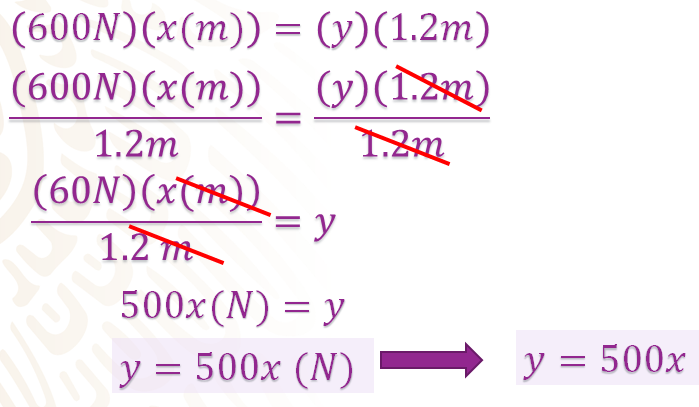 (600N)(x(m)) = (y)(1.2m)
(600N)(x(m)) / 1.2m = (y)(1.2m) / 1.2m
(60N)(x(m)) / 1.2 m = y
500x(N) = y
y = 500x (N)
y = 500x